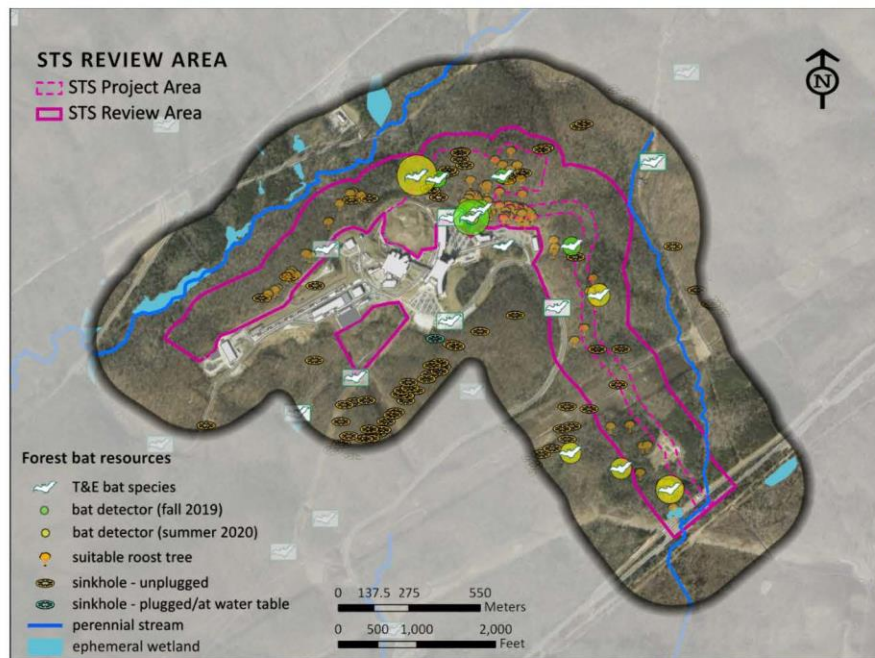 STS REVIEW AREA
STS Project Area
STS Review Area
N
Forest bat resources
T&E bat species
bat detector (fall 2019)
bat detector (summer 2020)
suitable roost tree
sinkhole - unplugged
sinkhole - plugged/at water table
perennial stream
ephemeral wetland
0 137.5 275 550
Meters
0 500 1,000 2,000
Feet